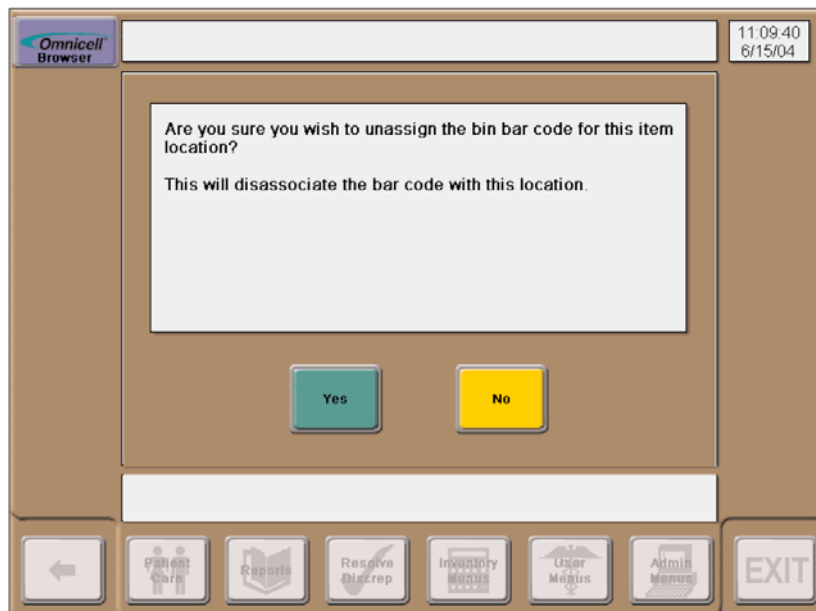 Omnicell
Browser
11:09:40
6/15/04
Are you sure you wish to unassign the bin bar code for this item
location?
This will disassociate the bar code with this location.
Yes
No
Patient
Care
Reports
Resolve
Discrep
Inventory
Menus
User
Menus
Admin
Menus
EXIT